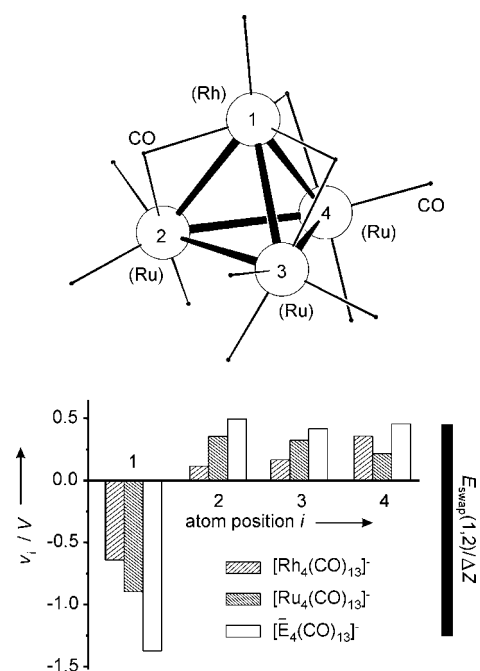 (Rh)
1
CO
4
CO
2
(Ru)
(Ru)
3
(Ru)
0.5
1
0.0
2 3 4
atom position i →
-0.5
[Rh₄(CO)₁₃]⁻
[Ru₄(CO)₁₃]⁻
-1.0
[Ē₄(CO)₁₃]⁻
-1.5
νᵢ / Λ →
E_swap(1,2)/ΔZ